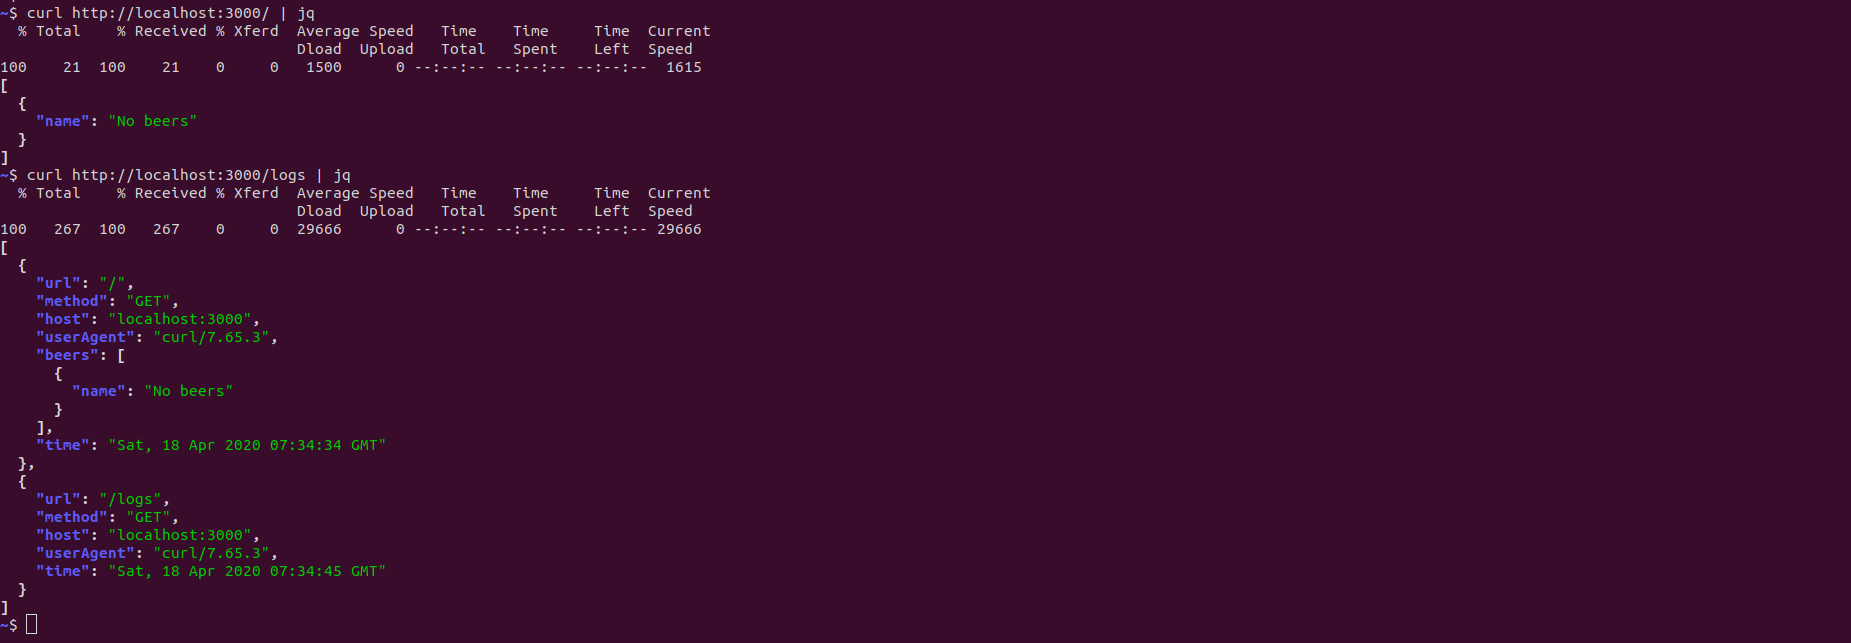 ~$ curl http://localhost:3000/ | jq
  % Total    % Received % Xferd  Average Speed   Time    Time     Time  Current
                                 Dload  Upload   Total   Spent    Left  Speed
100    21  100    21    0     0   1500      0 --:--:-- --:--:-- --:--:--  1615
[
  {
    "name": "No beers"
  }
]
~$ curl http://localhost:3000/logs | jq
  % Total    % Received % Xferd  Average Speed   Time    Time     Time  Current
                                 Dload  Upload   Total   Spent    Left  Speed
100   267  100   267    0     0  29666      0 --:--:-- --:--:-- --:--:-- 29666
[
  {
    "url": "/",
    "method": "GET",
    "host": "localhost:3000",
    "userAgent": "curl/7.65.3",
    "beers": [
      {
        "name": "No beers"
      }
    ],
    "time": "Sat, 18 Apr 2020 07:34:34 GMT"
  },
  {
    "url": "/logs",
    "method": "GET",
    "host": "localhost:3000",
    "userAgent": "curl/7.65.3",
    "time": "Sat, 18 Apr 2020 07:34:45 GMT"
  }
]
~$